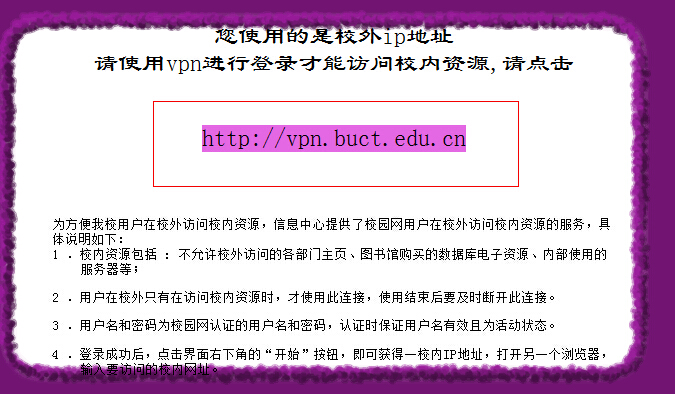 您使用的是校外ip地址
请使用vpn进行登录才能访问校内资源,请点击
http://vpn.buct.edu.cn
为方便我校用户在校外访问校内资源，信息中心提供了校园网用户在校外访问校内资源的服务，具
体说明如下：
1 ．校内资源包括 ：不允许校外访问的各部门主页、图书馆购买的数据库电子资源、内部使用的
服务器等；
2 ．用户在校外只有在访问校内资源时，才使用此连接，使用结束后要及时断开此连接。
3 ．用户名和密码为校园网认证的用户名和密码，认证时保证用户名有效且为活动状态。
4 ．登录成功后，点击界面右下角的“开始”按钮，即可获得一校内IP地址，打开另一个浏览器，
输入要访问的校内网址。